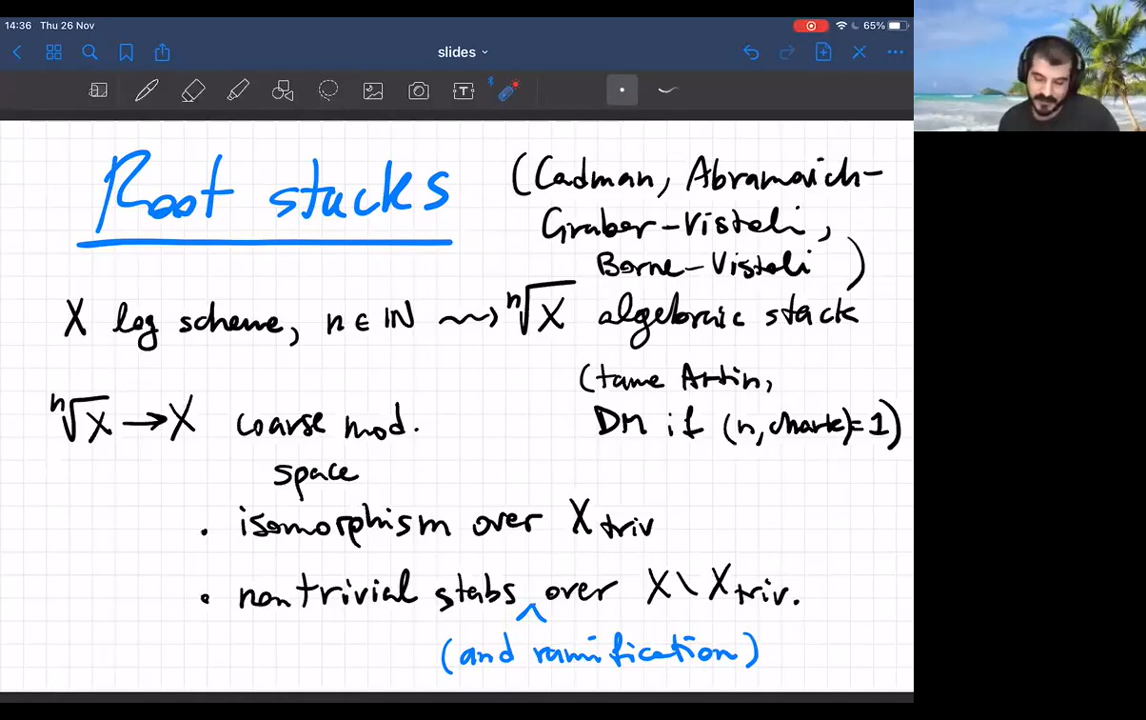 14:36 Thu 26 Nov
65%
slides
T
Root stacks
(Cadman, Abramovich-
Graber-Vistoli,
Borne-Vistoli)
X log scheme, n ∈ ℕ ⇝ ⁿ√X algebraic stack
(tame Artin,
DM if (n, char k)=1)
ⁿ√X → X coarse mod.
space
· isomorphism over X_triv
· nontrivial stabs ^ over X \ X_triv.
(and ramification)